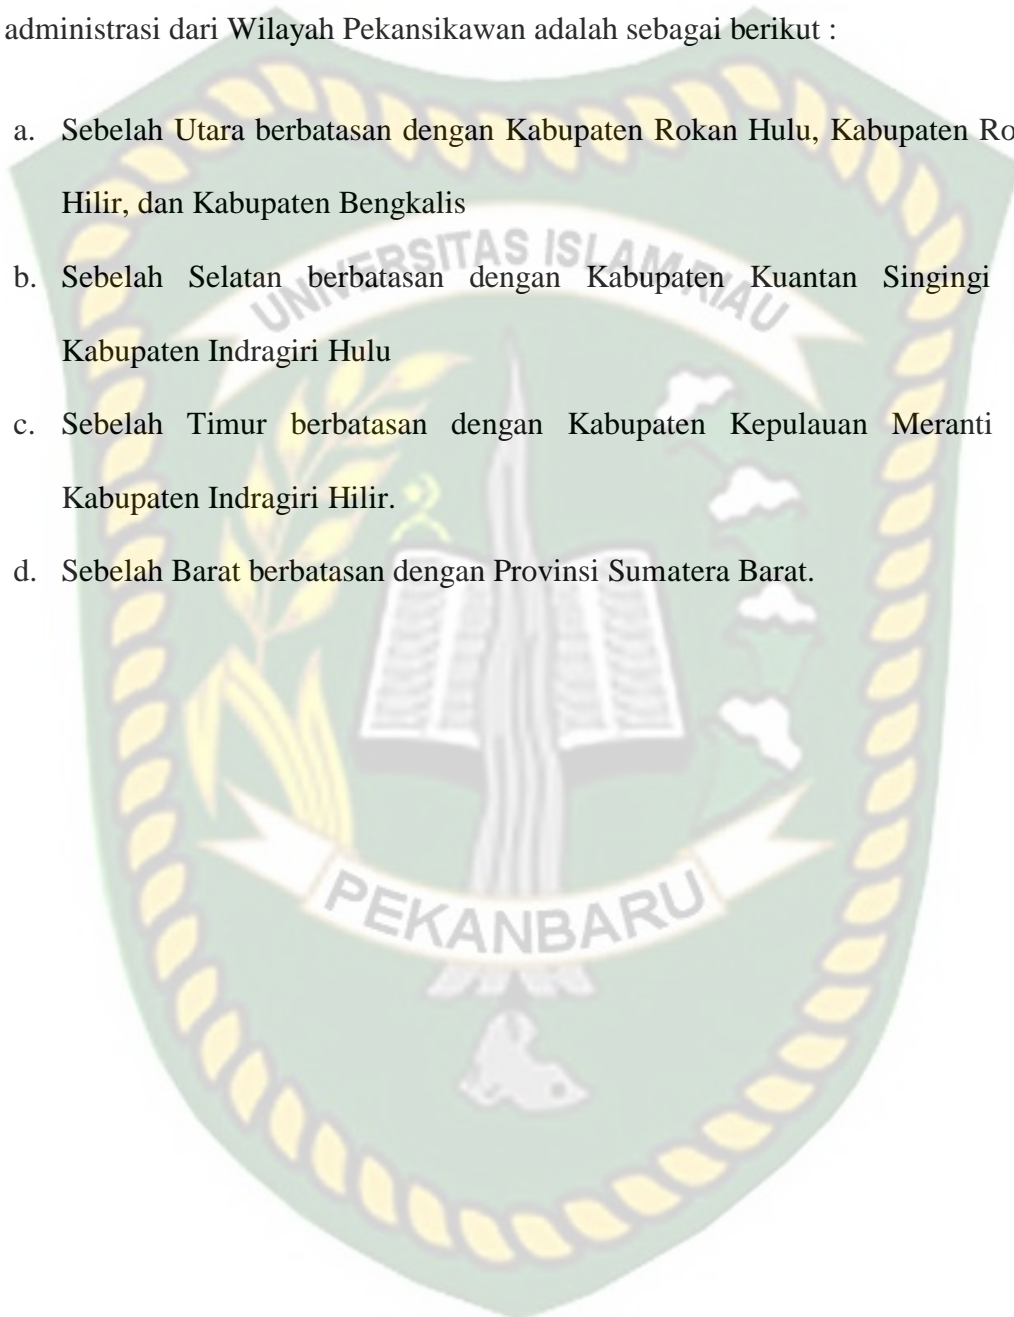 administrasi dari Wilayah Pekansikawan adalah sebagai berikut :
a. Sebelah Utara berbatasan dengan Kabupaten Rokan Hulu, Kabupaten Ro
Hilir, dan Kabupaten Bengkalis
UNIVERSITAS ISLAM RIAU
b. Sebelah Selatan berbatasan dengan Kabupaten Kuantan Singingi
Kabupaten Indragiri Hulu
c. Sebelah Timur berbatasan dengan Kabupaten Kepulauan Meranti
Kabupaten Indragiri Hilir.
d. Sebelah Barat berbatasan dengan Provinsi Sumatera Barat.
PEKANBARU